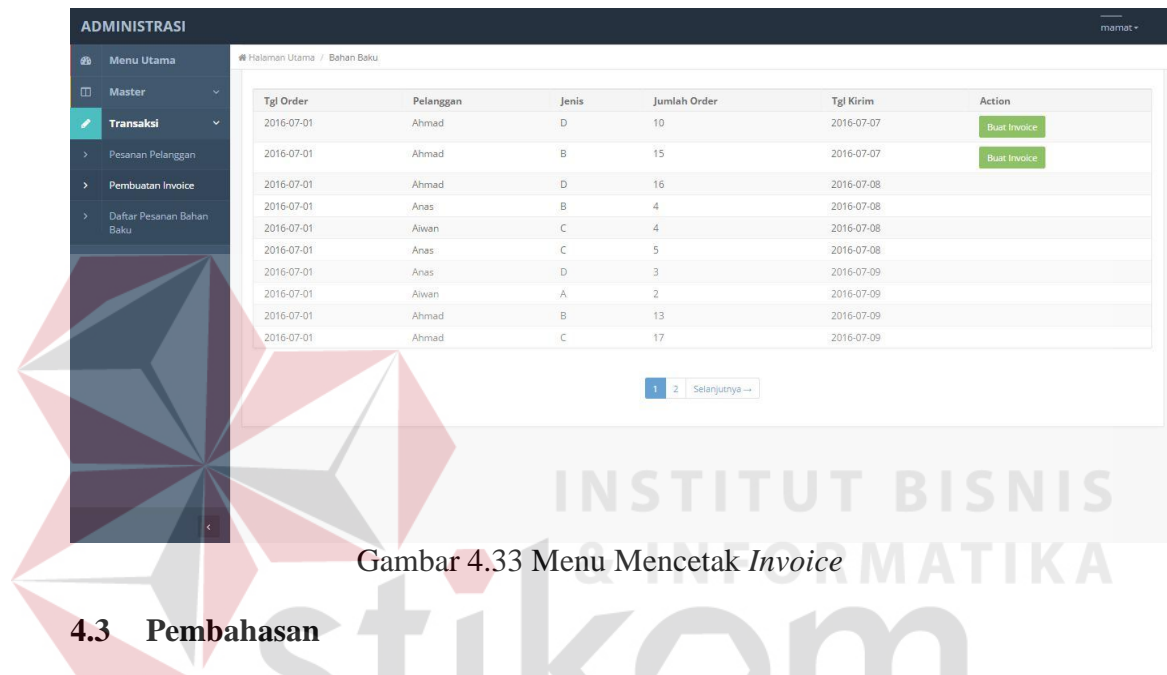 ADMINISTRASI
mamat
Menu Utama
Master
Transaksi
Pesanan Pelanggan
Pembuatan Invoice
Daftar Pesanan Bahan
Baku
Halaman Utama / Bahan Baku
Tgl Order Pelanggan Jenis Jumlah Order Tgl Kirim Action
2016-07-01 Ahmad D 10 2016-07-07 Buat Invoice
2016-07-01 Ahmad B 15 2016-07-07 Buat Invoice
2016-07-01 Ahmad D 16 2016-07-08
2016-07-01 Anas B 4 2016-07-08
2016-07-01 Aiwan C 4 2016-07-08
2016-07-01 Anas C 5 2016-07-08
2016-07-01 Anas D 3 2016-07-09
2016-07-01 Aiwan A 2 2016-07-09
2016-07-01 Ahmad B 13 2016-07-09
2016-07-01 Ahmad C 17 2016-07-09
1 2 Selanjutnya →
INSTITUT BISNIS
& INFORMATIKA
Gambar 4.33 Menu Mencetak Invoice
4.3 Pembahasan
stikom